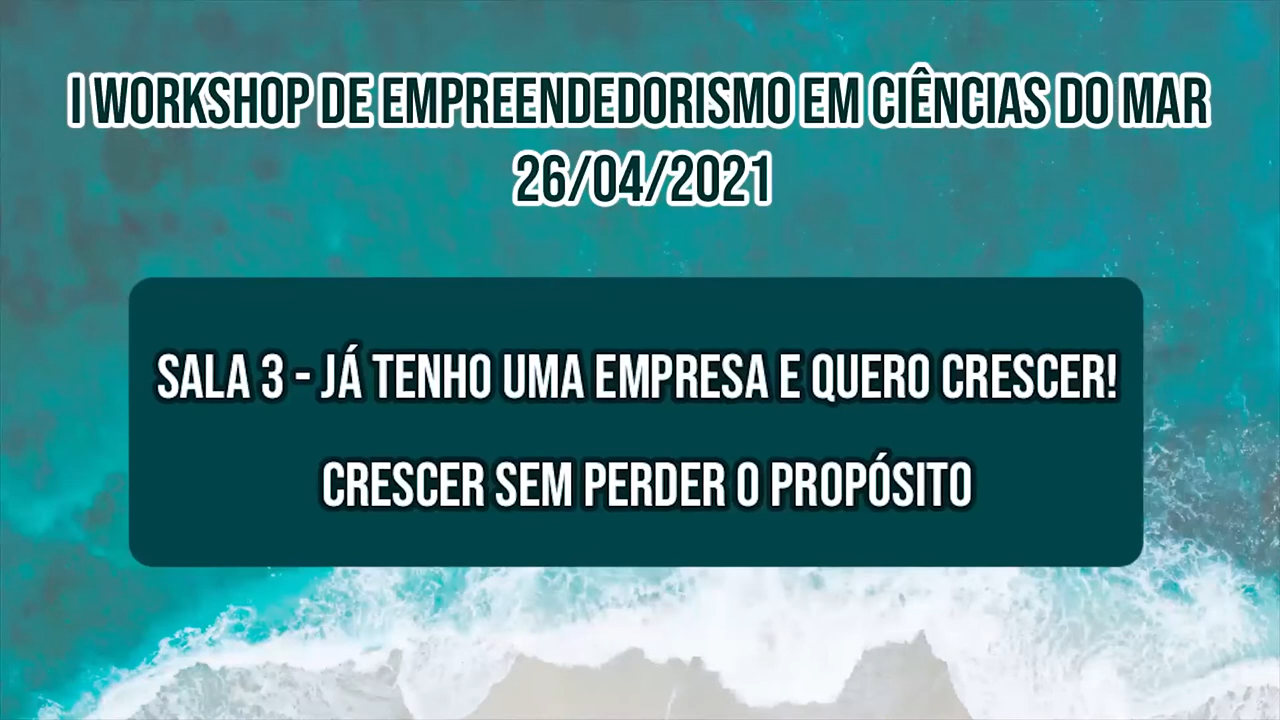 I WORKSHOP DE EMPREENDEDORISMO EM CIÊNCIAS DO MAR
26/04/2021
SALA 3 - JÁ TENHO UMA EMPRESA E QUERO CRESCER!
CRESCER SEM PERDER O PROPÓSITO